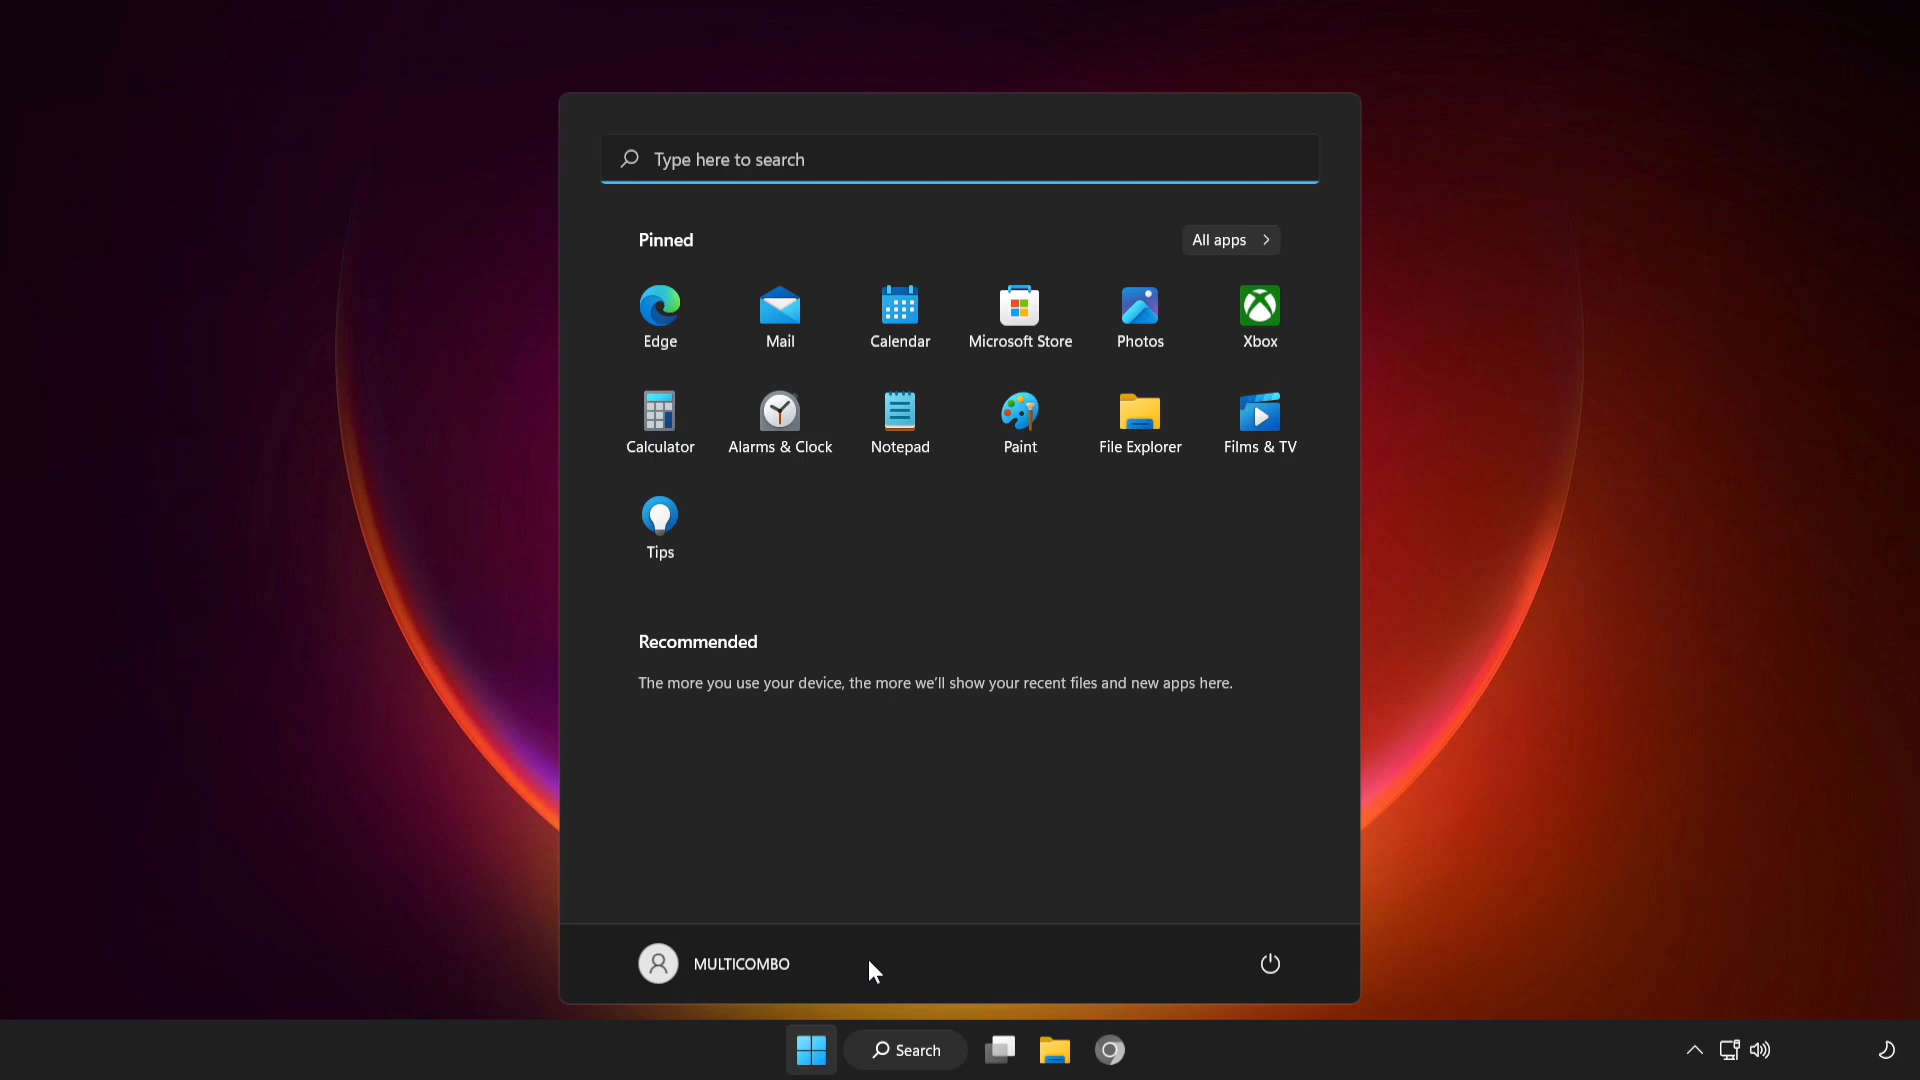 Type here to search
Pinned
All apps
Edge
Mail
Calendar
Microsoft Store
Photos
Xbox
Calculator
Alarms & Clock
Notepad
Paint
File Explorer
Films & TV
Tips
Recommended
The more you use your device, the more we’ll show your recent files and new apps here.
MULTICOMBO
Search